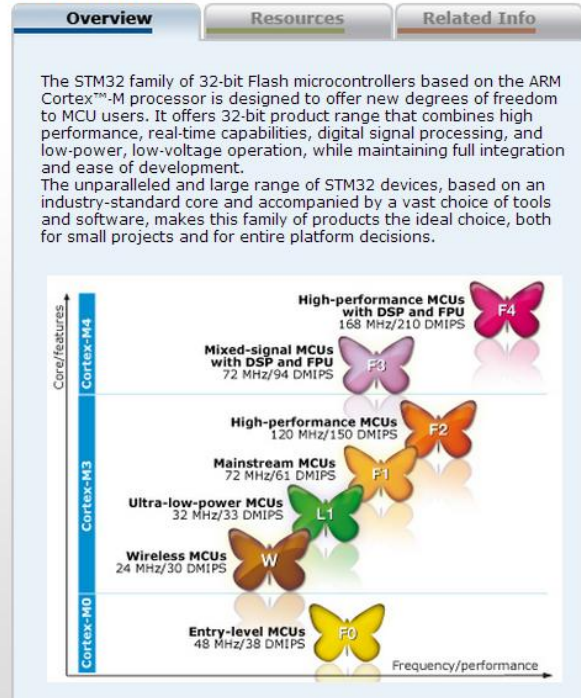 Overview
Resources
Related Info
The STM32 family of 32-bit Flash microcontrollers based on the ARM
Cortex™-M processor is designed to offer new degrees of freedom
to MCU users. It offers 32-bit product range that combines high
performance, real-time capabilities, digital signal processing, and
low-power, low-voltage operation, while maintaining full integration
and ease of development.
The unparalleled and large range of STM32 devices, based on an
industry-standard core and accompanied by a vast choice of tools
and software, makes this family of products the ideal choice, both
for small projects and for entire platform decisions.
Core/features
Cortex-M4
High-performance MCUs
with DSP and FPU
168 MHz/210 DMIPS
F4
Mixed-signal MCUs
with DSP and FPU
72 MHz/94 DMIPS
F3
Cortex-M3
High-performance MCUs
120 MHz/150 DMIPS
F2
Mainstream MCUs
72 MHz/61 DMIPS
F1
Ultra-low-power MCUs
32 MHz/33 DMIPS
L1
Wireless MCUs
24 MHz/30 DMIPS
W
Cortex-M0
Entry-level MCUs
48 MHz/38 DMIPS
F0
Frequency/performance